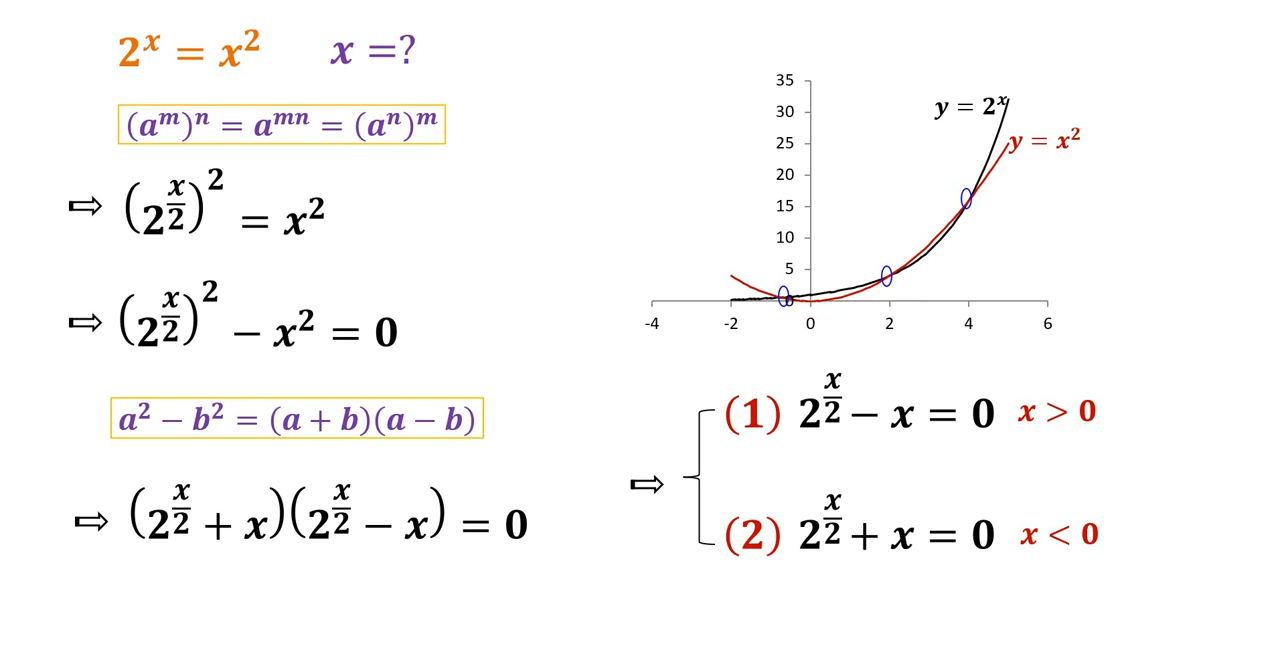 2^x = x^2    x =?
(a^m)^n = a^{mn} = (a^n)^m
⇨ (2^{x/2})^2 = x^2
⇨ (2^{x/2})^2 − x^2 = 0
a^2 − b^2 = (a + b)(a − b)
⇨ (2^{x/2} + x)(2^{x/2} − x) = 0
35
30
25
20
15
10
5
0
-4 -2 0 2 4 6
y = 2^x
y = x^2
⇨ (1) 2^{x/2} − x = 0 x > 0
(2) 2^{x/2} + x = 0 x < 0